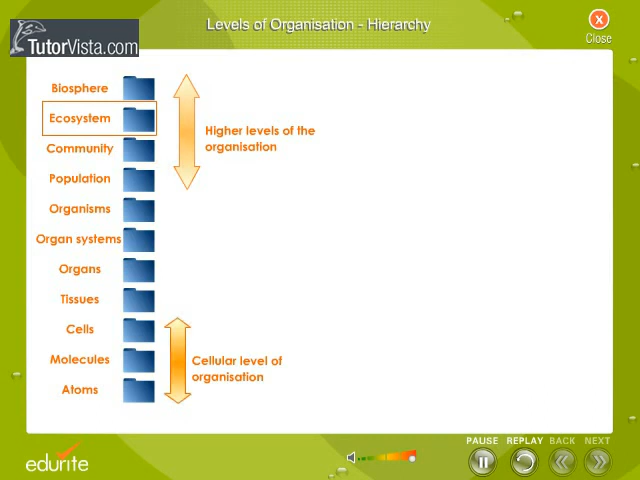 Levels of Organisation - Hierarchy
x
Close
TutorVista.com
Biosphere
Ecosystem
Community
Population
Organisms
Organ systems
Organs
Tissues
Cells
Molecules
Atoms
Higher levels of the
organisation
Cellular level of
organisation
edurite
PAUSE REPLAY BACK NEXT